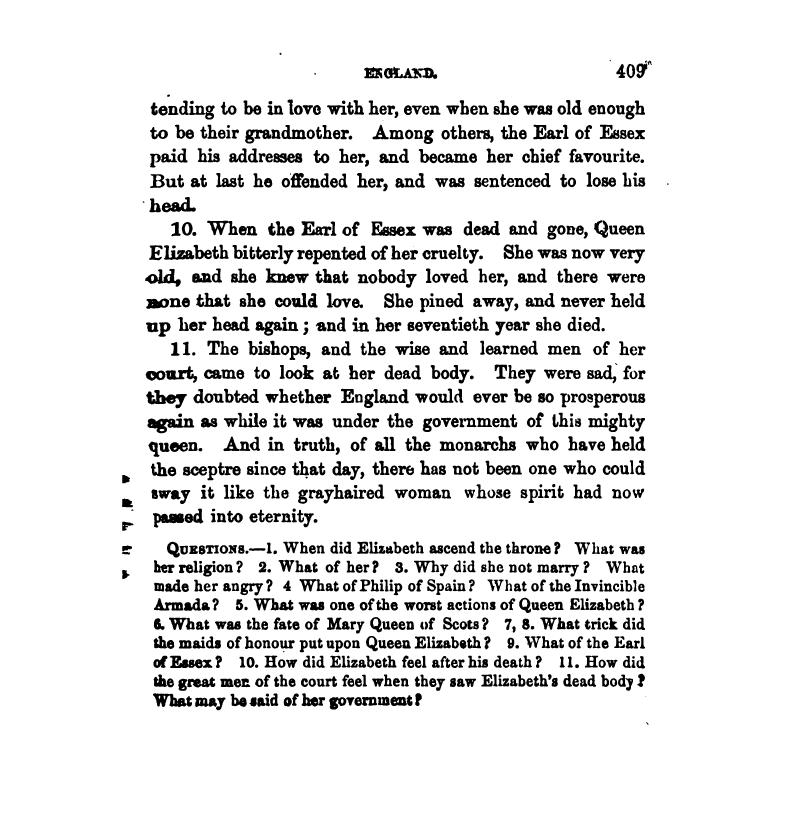 ENGLAND. 409
tending to be in love with her, even when she was old enough
to be their grandmother. Among others, the Earl of Essex
paid his addresses to her, and became her chief favourite.
But at last he offended her, and was sentenced to lose his
head.
10. When the Earl of Essex was dead and gone, Queen
Elizabeth bitterly repented of her cruelty. She was now very
old, and she knew that nobody loved her, and there were
none that she could love. She pined away, and never held
up her head again; and in her seventieth year she died.
11. The bishops, and the wise and learned men of her
court, came to look at her dead body. They were sad, for
they doubted whether England would ever be so prosperous
again as while it was under the government of this mighty
queen. And in truth, of all the monarchs who have held
the sceptre since that day, there has not been one who could
sway it like the grayhaired woman whose spirit had now
passed into eternity.
QUESTIONS.—1. When did Elizabeth ascend the throne? What was
her religion? 2. What of her? 3. Why did she not marry? What
made her angry? 4 What of Philip of Spain? What of the Invincible
Armada? 5. What was one of the worst actions of Queen Elizabeth?
6. What was the fate of Mary Queen of Scots? 7, 8. What trick did
the maids of honour put upon Queen Elizabeth? 9. What of the Earl
of Essex? 10. How did Elizabeth feel after his death? 11. How did
the great men of the court feel when they saw Elizabeth's dead body?
What may be said of her government?